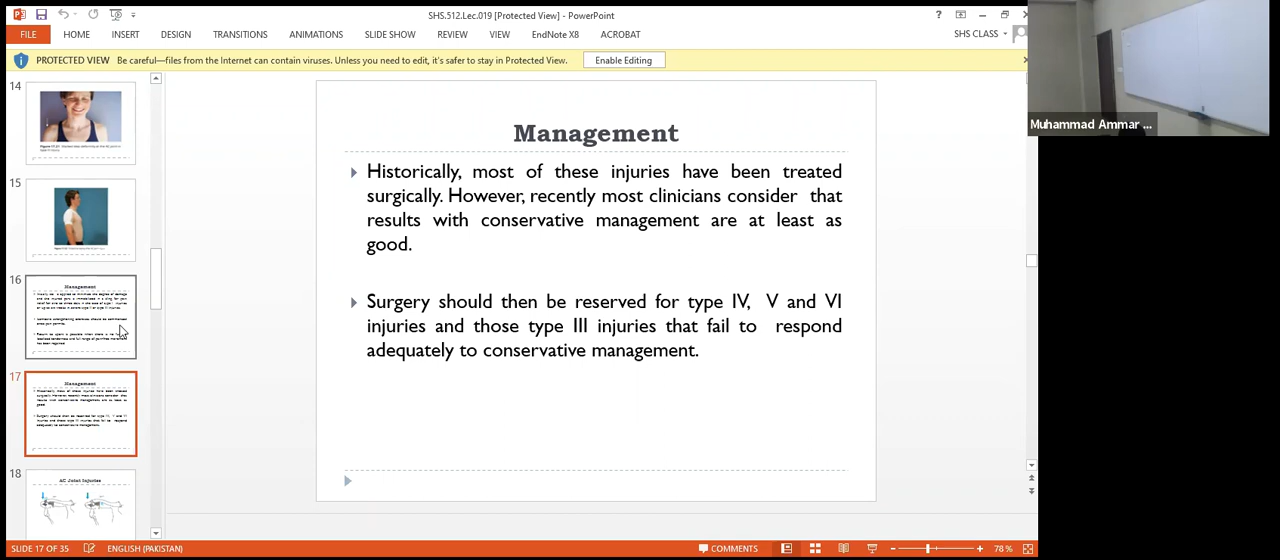 SHS.512.Lec.019 [Protected View] - PowerPoint
FILE HOME INSERT DESIGN TRANSITIONS ANIMATIONS SLIDE SHOW REVIEW VIEW EndNote X8 ACROBAT SHS CLASS
PROTECTED VIEW Be careful—files from the Internet can contain viruses. Unless you need to edit, it's safer to stay in Protected View. Enable Editing
Muhammad Ammar ...
14
15
16
Management
17
Management
18
AC Joint Injuries
Management
Historically, most of these injuries have been treated
surgically. However, recently most clinicians consider that
results with conservative management are at least as
good.
Surgery should then be reserved for type IV, V and VI
injuries and those type III injuries that fail to respond
adequately to conservative management.
SLIDE 17 OF 35 ENGLISH (PAKISTAN) COMMENTS 78 %